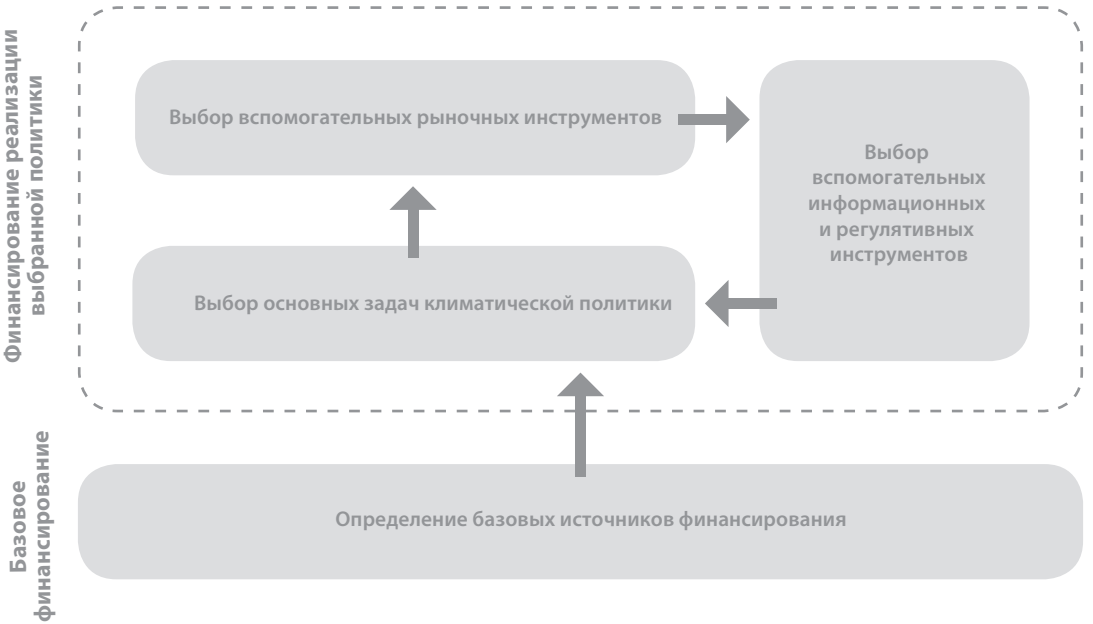 Финансирование реализации
выбранной политики
Выбор вспомогательных рыночных инструментов
Выбор
вспомогательных
информационных
и регулятивных
инструментов
Выбор основных задач климатической политики
Базовое
финансирование
Определение базовых источников финансирования